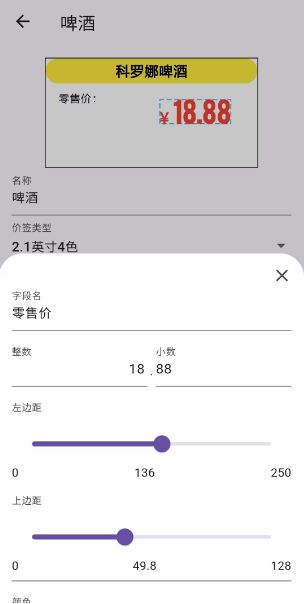 啤酒
科罗娜啤酒
零售价：
¥ 18.88
名称
啤酒
价签类型
2.1英寸4色
字段名
零售价
整数 小数
18 . 88
左边距
0 136 250
上边距
0 49.8 128
颜色